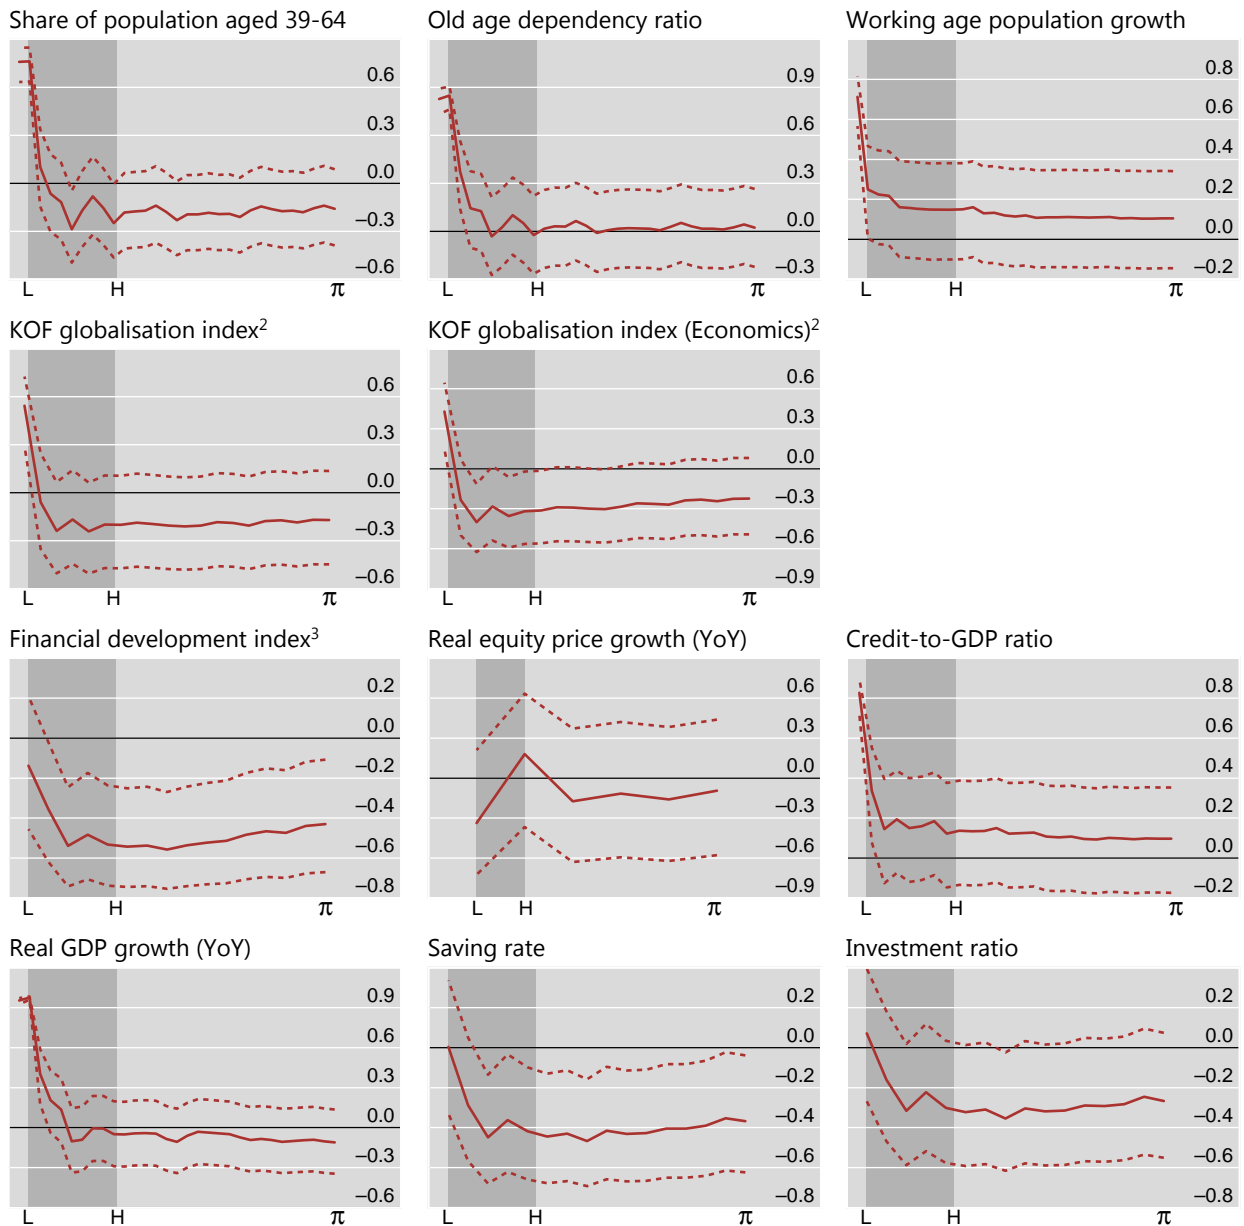 Share of population aged 39-64
Old age dependency ratio
Working age population growth
0.6
0.3
0.0
–0.3
–0.6
L H π
0.9
0.6
0.3
0.0
–0.3
L H π
0.8
0.6
0.4
0.2
0.0
–0.2
L H π
KOF globalisation index²
KOF globalisation index (Economics)²
0.6
0.3
0.0
–0.3
–0.6
L H π
0.6
0.3
0.0
–0.3
–0.6
–0.9
L H π
Financial development index³
Real equity price growth (YoY)
Credit-to-GDP ratio
0.2
0.0
–0.2
–0.4
–0.6
–0.8
L H π
0.6
0.3
0.0
–0.3
–0.6
–0.9
L H π
0.8
0.6
0.4
0.2
0.0
–0.2
L H π
Real GDP growth (YoY)
Saving rate
Investment ratio
0.9
0.6
0.3
0.0
–0.3
–0.6
L H π
0.2
0.0
–0.2
–0.4
–0.6
–0.8
L H π
0.2
0.0
–0.2
–0.4
–0.6
–0.8
L H π